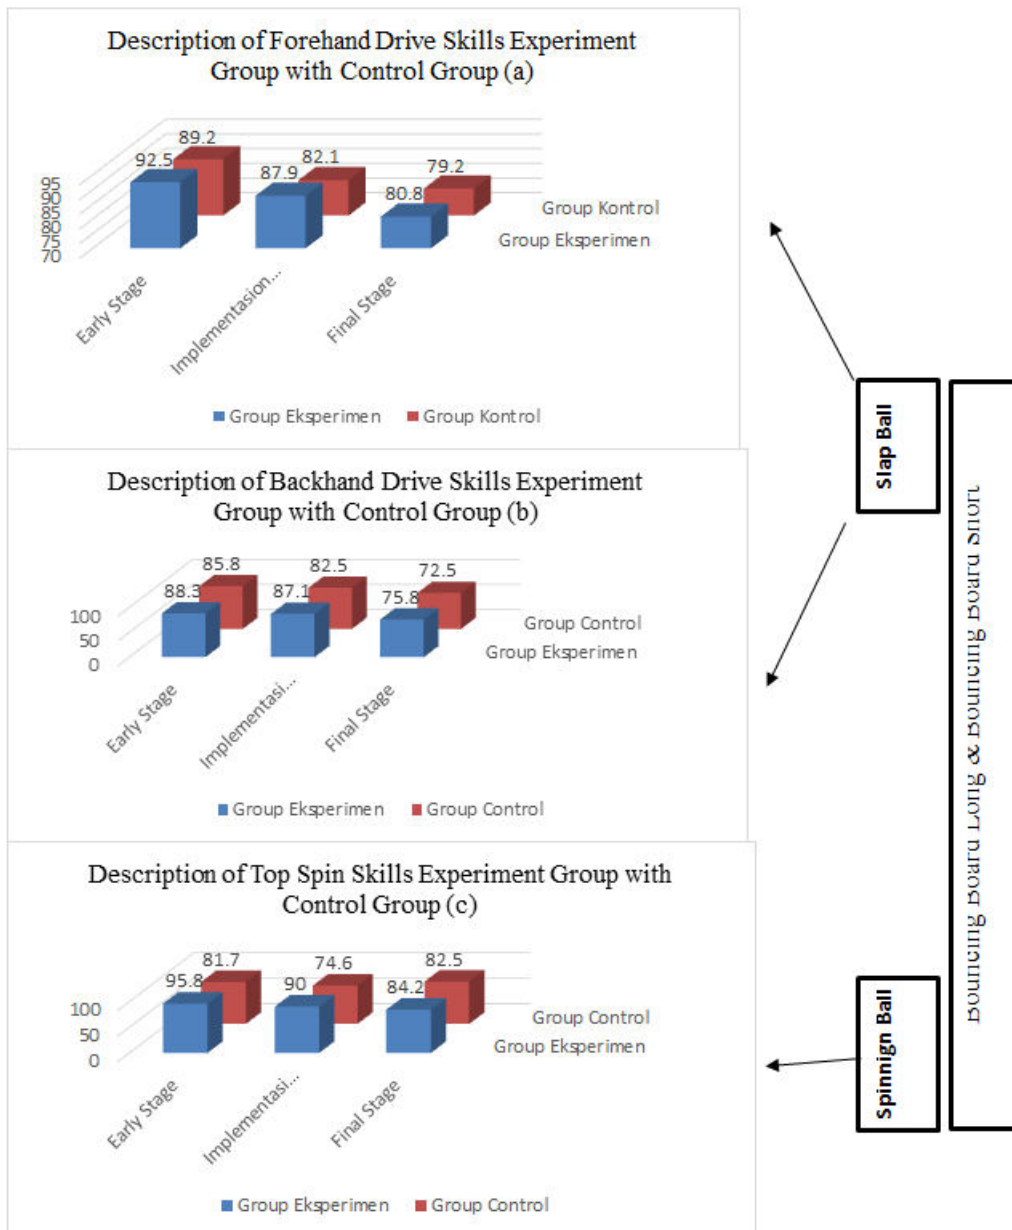 Description of Forehand Drive Skills Experiment
Group with Control Group (a)
89.2
92.5
82.1
87.9
79.2
80.8
95
90
85
80
75
70
Group Kontrol
Group Eksperimen
Early Stage
Implementasion...
Final Stage
Group Eksperimen
Group Kontrol
Description of Backhand Drive Skills Experiment
Group with Control Group (b)
85.8
88.3
82.5
87.1
72.5
75.8
100
50
0
Group Control
Group Eksperimen
Early Stage
Implementasi...
Final Stage
Group Eksperimen
Group Control
Description of Top Spin Skills Experiment Group with
Control Group (c)
81.7
95.8
74.6
90
82.5
84.2
100
50
0
Group Control
Group Eksperimen
Early Stage
Implementasi...
Final Stage
Group Eksperimen
Group Control
Slap Ball
Spinnign Ball
Bouncing Board Long & Bouncing Board Short